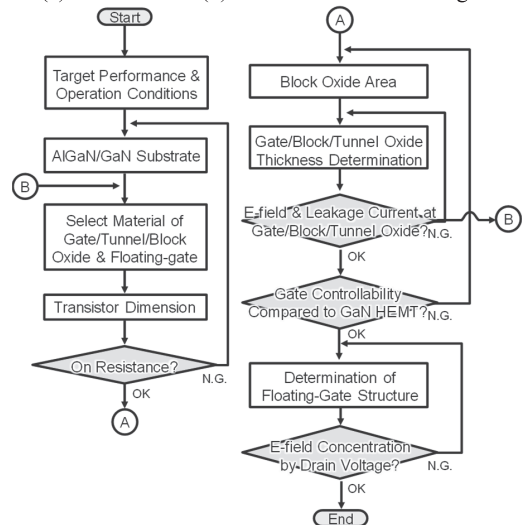 Start
Target Performance &
Operation Conditions
AlGaN/GaN Substrate
B
Select Material of
Gate/Tunnel/Block
Oxide & Floating-gate
Transistor Dimension
On Resistance?
N.G.
OK
A
A
Block Oxide Area
Gate/Block/Tunnel Oxide
Thickness Determination
E-field & Leakage Current at
Gate/Block/Tunnel Oxide?
N.G.
B
OK
Gate Controllability
Compared to GaN HEMT?
N.G.
OK
Determination of
Floating-Gate Structure
E-field Concentration
by Drain Voltage?
N.G.
OK
End